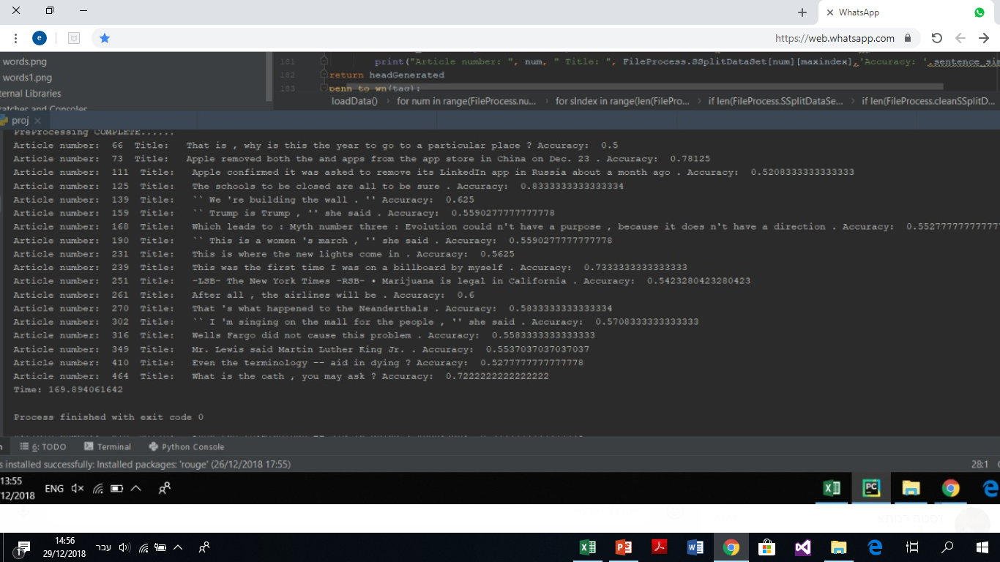 WhatsApp
https://web.whatsapp.com
words.png
words1.png
ternal Libraries
ratches and Consoles
181 print("Article number: ", num, " Title: ", FileProcess.SSplitDataSet[num][maxindex],'Accuracy: ',sentence_sim
182 return headGenerated
183 penn_to_wn(tag):
loadData() › for num in range(FileProcess.nu... › for sIndex in range(len(FilePro... › if len(FileProcess.SSplitDataSe... › if len(FileProcess.cleanSSplitD...
proj
PreProcessing COMPLETE......
Article number: 66 Title: That is , why is this the year to go to a particular place ? Accuracy: 0.5
Article number: 73 Title: Apple removed both the and apps from the app store in China on Dec. 23 . Accuracy: 0.78125
Article number: 111 Title: Apple confirmed it was asked to remove its LinkedIn app in Russia about a month ago . Accuracy: 0.5208333333333333
Article number: 125 Title: The schools to be closed are all to be sure . Accuracy: 0.8333333333333334
Article number: 139 Title: `` We 're building the wall . '' Accuracy: 0.625
Article number: 159 Title: `` Trump is Trump , '' she said . Accuracy: 0.5590277777777778
Article number: 168 Title: Which leads to : Myth number three : Evolution could n't have a purpose , because it does n't have a direction . Accuracy: 0.552777777777777
Article number: 190 Title: `` This is a women 's march , '' she said . Accuracy: 0.5590277777777778
Article number: 231 Title: This is where the new lights come in . Accuracy: 0.5625
Article number: 239 Title: This was the first time I was on a billboard by myself . Accuracy: 0.7333333333333333
Article number: 251 Title: -LSB- The New York Times -RSB- • Marijuana is legal in California . Accuracy: 0.5423280423280423
Article number: 261 Title: After all , the airlines will be . Accuracy: 0.6
Article number: 270 Title: That 's what happened to the Neanderthals . Accuracy: 0.5833333333333334
Article number: 302 Title: `` I 'm singing on the mall for the people , '' she said . Accuracy: 0.5708333333333333
Article number: 316 Title: Wells Fargo did not cause this problem . Accuracy: 0.5583333333333333
Article number: 349 Title: Mr. Lewis said Martin Luther King Jr. . Accuracy: 0.5537037037037037
Article number: 410 Title: Even the terminology -- aid in dying ? Accuracy: 0.5277777777777778
Article number: 464 Title: What is the oath , you may ask ? Accuracy: 0.7222222222222222
Time: 169.894061642
Process finished with exit code 0
6: TODO Terminal Python Console
s installed successfully: Installed packages: 'rouge' (26/12/2018 17:55) 28:1
13:55
ENG
12/2018
14:56
עבר
29/12/2018